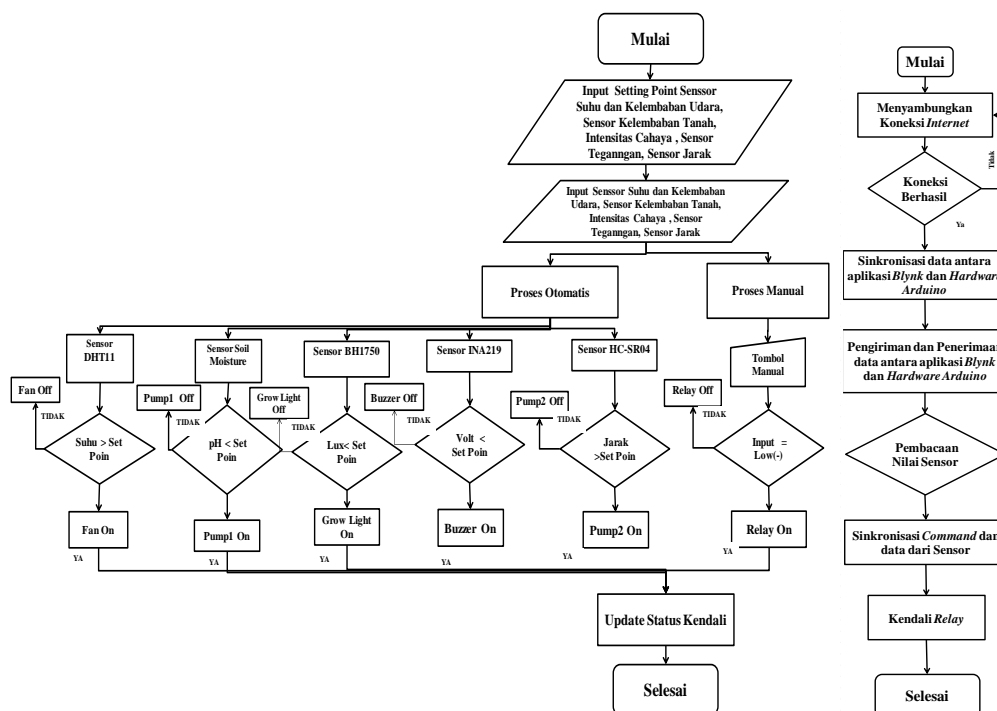 Mulai
Input Setting Point Senssor
Suhu dan Kelembaban Udara,
Sensor Kelembaban Tanah,
Intensitas Cahaya , Sensor
Teganngan, Sensor Jarak
Input Senssor Suhu dan Kelembaban
Udara, Sensor Kelembaban Tanah,
Intensitas Cahaya , Sensor
Teganngan, Sensor Jarak
Proses Otomatis
Proses Manual
Sensor
DHT11
Sensor Soil
Moisture
Sensor BH1750
Sensor INA219
Sensor HC-SR04
Tombol
Manual
Fan Off
Pump1 Off
Grow Light
Off
Buzzer Off
Pump2 Off
Relay Off
TIDAK
TIDAK
TIDAK
TIDAK
TIDAK
TIDAK
Suhu > Set
Poin
pH < Set
Poin
Lux< Set
Poin
Volt <
Set Poin
Jarak
>Set Poin
Input =
Low(-)
Fan On
Pump1 On
Grow Light
On
Buzzer On
Pump2 On
Relay On
YA
YA
YA
YA
YA
YA
Update Status Kendali
Selesai
Mulai
Menyambungkan
Koneksi Internet
Tidak
Koneksi
Berhasil
Ya
Sinkronisasi data antara
aplikasi Blynk dan Hardware
Arduino
Pengiriman dan Penerimaan
data antara aplikasi Blynk
dan Hardware Arduino
Pembacaan
Nilai Sensor
Sinkronisasi Command dan
data dari Sensor
Kendali Relay
Selesai